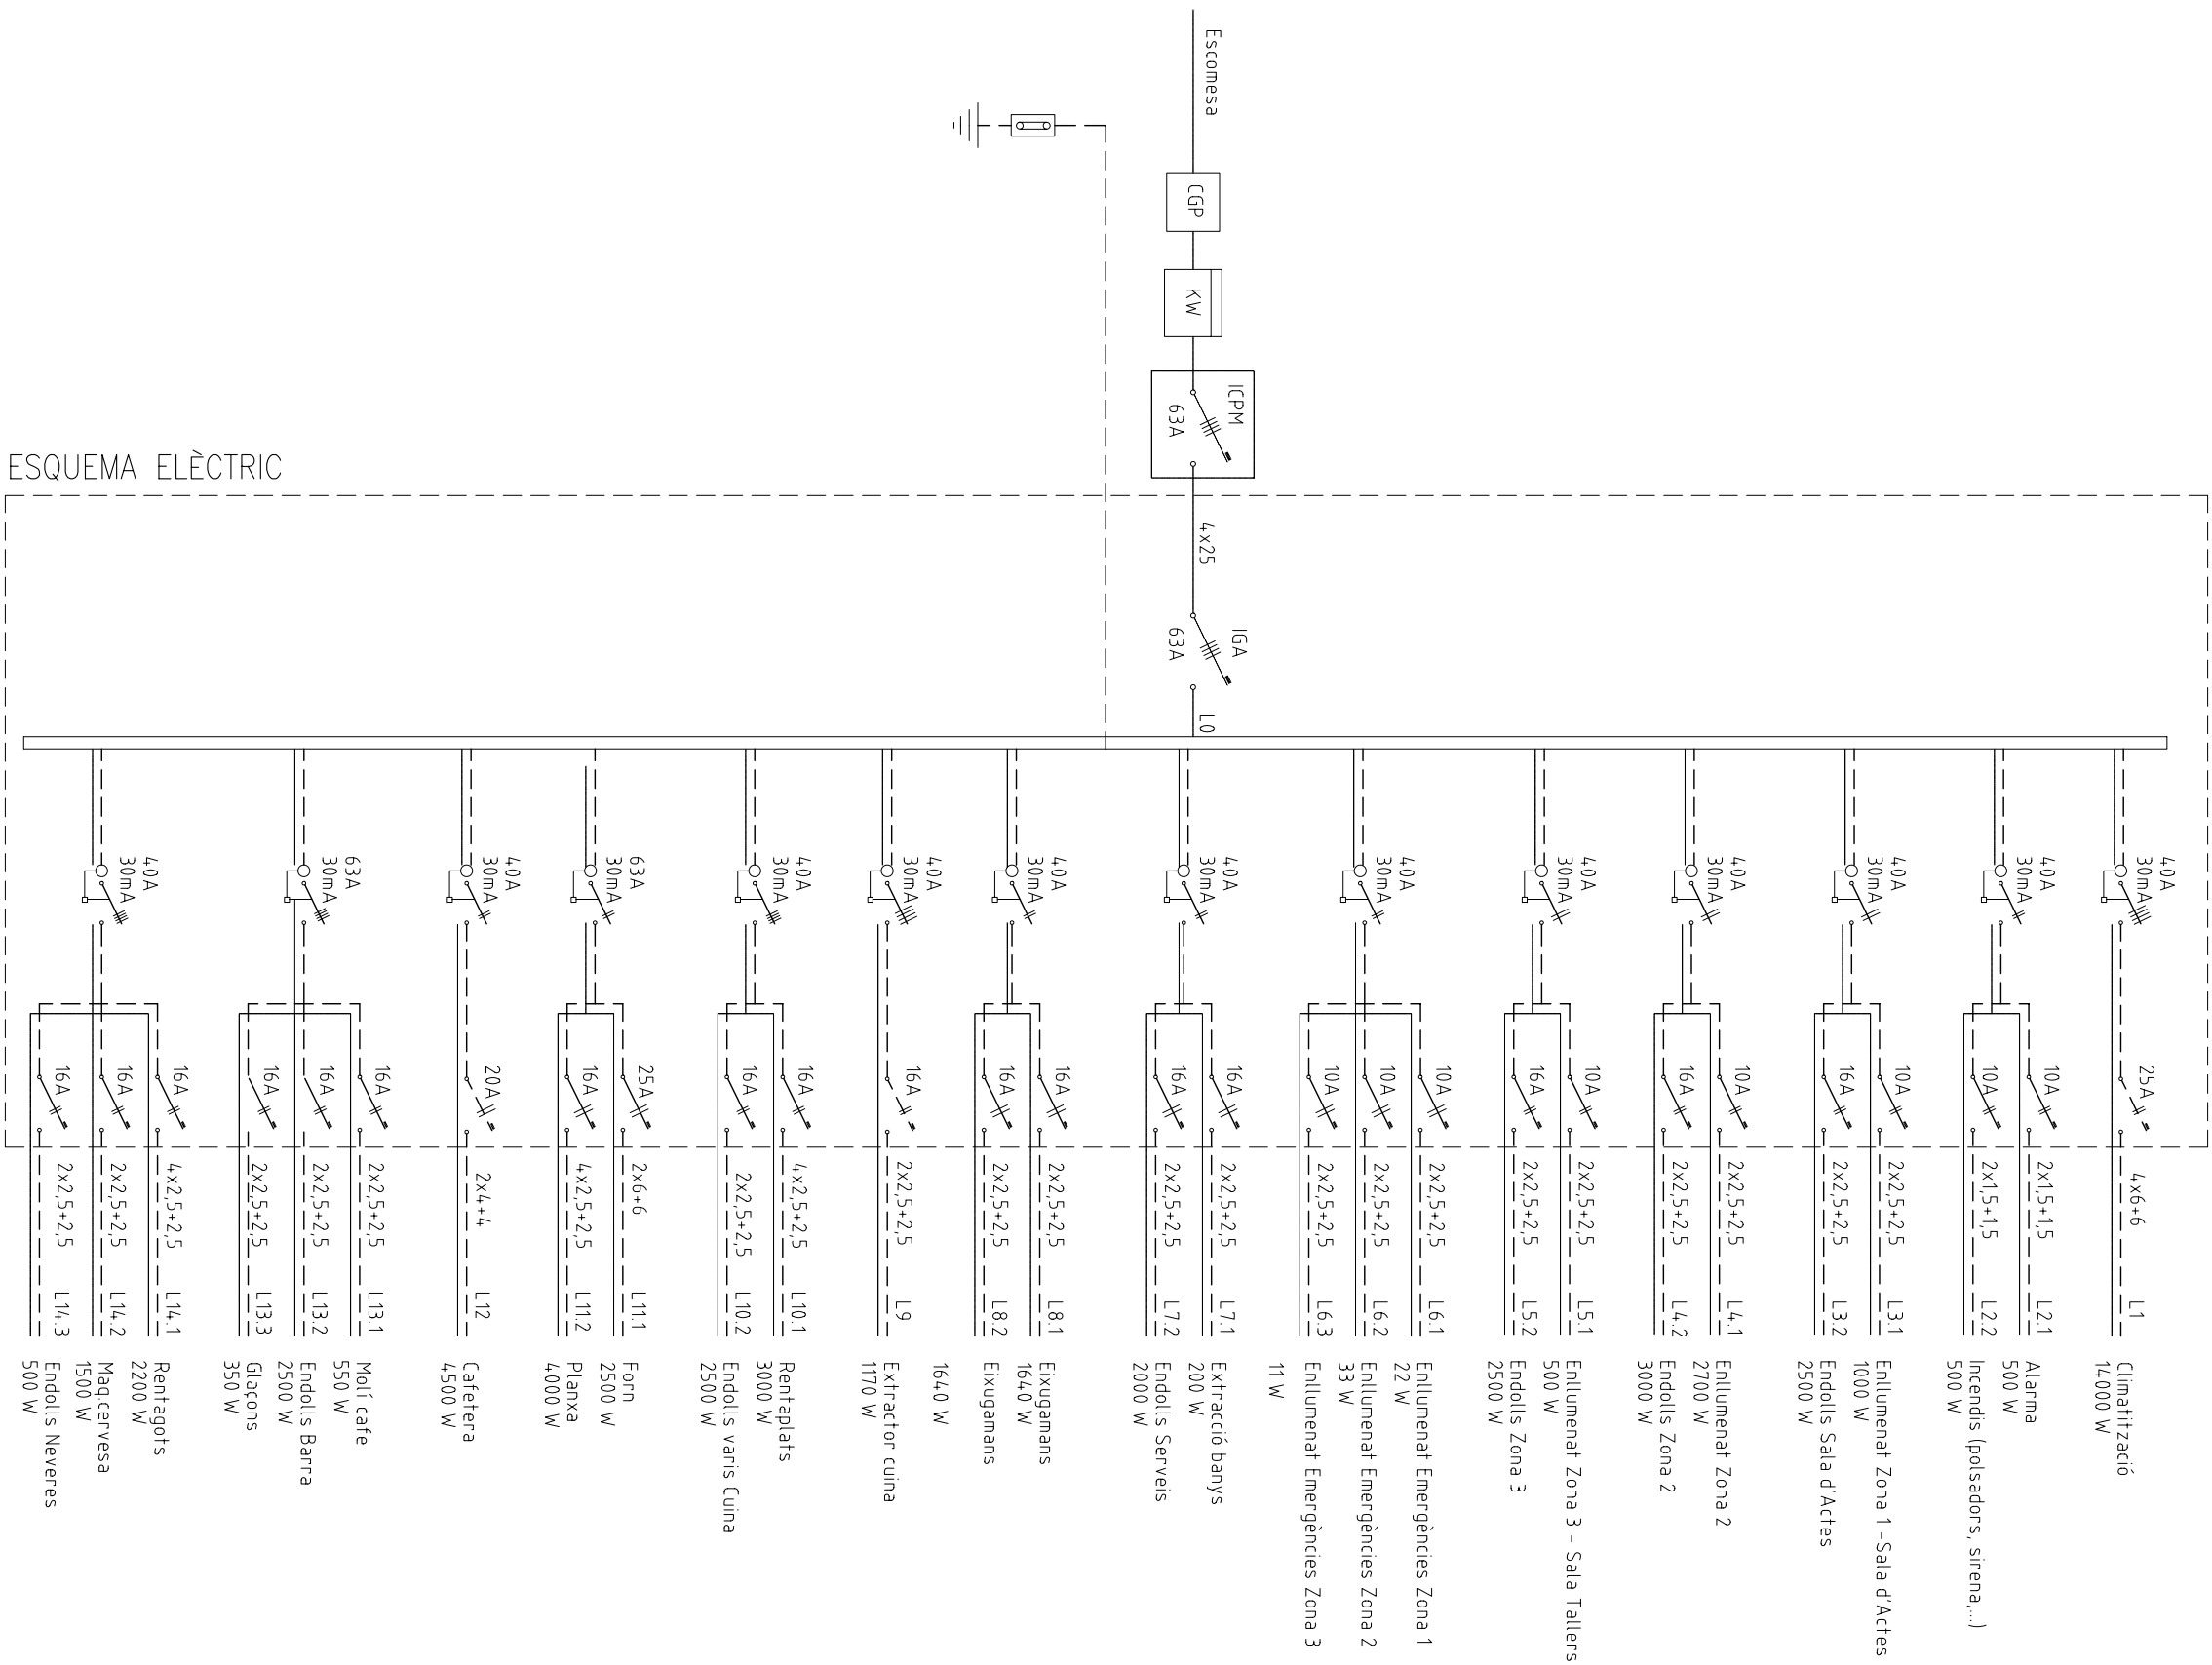 Escomesa
CGP
KW
ICPM
63A
ESQUEMA ELÈCTRIC
4x25
IGA
63A
L0
40A
30mA
25A
4x6+6
L1
Climatització
14000 W
40A
30mA
10A
2x1,5+1,5
L2.1
Alarma
500 W
10A
2x1,5+1,5
L2.2
Incendis (polsadors, sirena,...)
500 W
40A
30mA
10A
2x2,5+2,5
L3.1
Enllumenat Zona 1 -Sala d'Actes
1000 W
16A
2x2,5+2,5
L3.2
Endolls Sala d'Actes
2500 W
40A
30mA
10A
2x2,5+2,5
L4.1
Enllumenat Zona 2
2700 W
16A
2x2,5+2,5
L4.2
Endolls Zona 2
3000 W
40A
30mA
10A
2x2,5+2,5
L5.1
Enllumenat Zona 3 - Sala Tallers
500 W
16A
2x2,5+2,5
L5.2
Endolls Zona 3
2500 W
40A
30mA
10A
2x2,5+2,5
L6.1
Enllumenat Emergències Zona 1
22 W
10A
2x2,5+2,5
L6.2
Enllumenat Emergències Zona 2
33 W
10A
2x2,5+2,5
L6.3
Enllumenat Emergències Zona 3
11 W
40A
30mA
16A
2x2,5+2,5
L7.1
Extracció banys
200 W
16A
2x2,5+2,5
L7.2
Endolls Serveis
2000 W
40A
30mA
16A
2x2,5+2,5
L8.1
Eixugamans
1640 W
16A
2x2,5+2,5
L8.2
Eixugamans
1640 W
40A
30mA
16A
2x2,5+2,5
L9
Extractor cuina
1170 W
40A
30mA
16A
4x2,5+2,5
L10.1
Rentaplats
3000 W
16A
2x2,5+2,5
L10.2
Endolls varis Cuina
2500 W
63A
30mA
25A
2x6+6
L11.1
Forn
2500 W
16A
4x2,5+2,5
L11.2
Planxa
4000 W
40A
30mA
20A
2x4+4
L12
Cafetera
4500 W
63A
30mA
16A
2x2,5+2,5
L13.1
Molí cafe
550 W
16A
2x2,5+2,5
L13.2
Endolls Barra
2500 W
16A
2x2,5+2,5
L13.3
Glaçons
350 W
40A
30mA
16A
4x2,5+2,5
L14.1
Rentagots
2200 W
16A
2x2,5+2,5
L14.2
Maq.cervesa
1500 W
16A
2x2,5+2,5
L14.3
Endolls Neveres
500 W